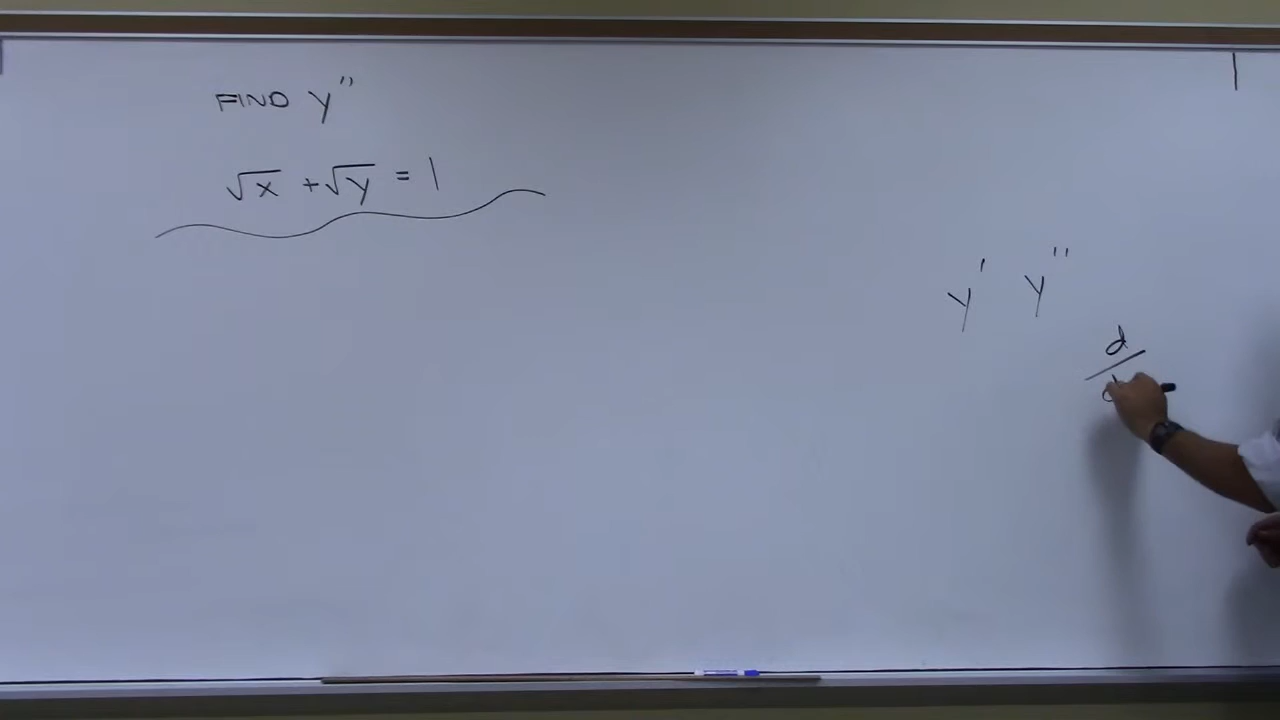 FIND y''
√x + √y = 1
y' y''
d